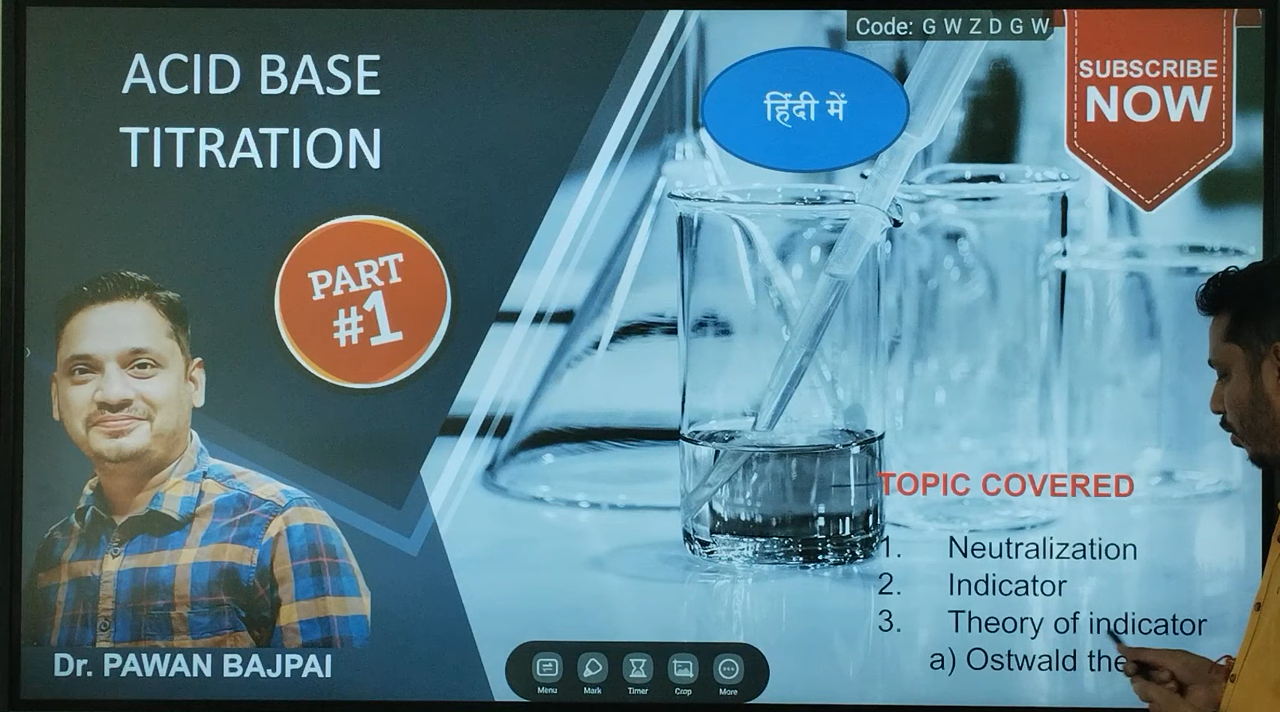 Code: G W Z D G W
ACID BASE
TITRATION
हिंदी में
SUBSCRIBE
NOW
PART
#1
TOPIC COVERED
1. Neutralization
2. Indicator
3. Theory of indicator
a) Ostwald
Dr. PAWAN BAJPAI
Menu Mark Timer Crop More